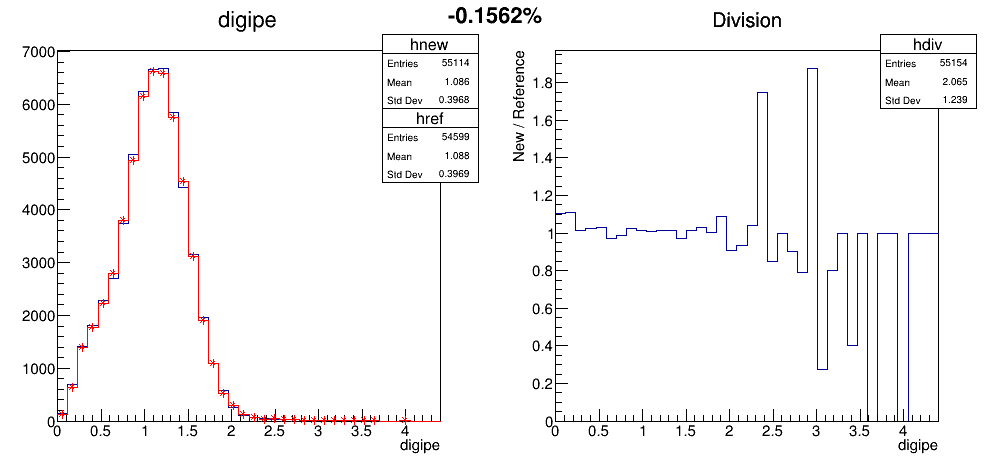 -0.1562%
digipe
hnew
Entries 55114
Mean 1.086
Std Dev 0.3968
href
Entries 54599
Mean 1.088
Std Dev 0.3969
7000
6000
5000
4000
3000
2000
1000
0
0 0.5 1 1.5 2 2.5 3 3.5 4
digipe
Division
hdiv
Entries 55154
Mean 2.065
Std Dev 1.239
New / Reference
1.8
1.6
1.4
1.2
1
0.8
0.6
0.4
0.2
0
0 0.5 1 1.5 2 2.5 3 3.5 4
digipe